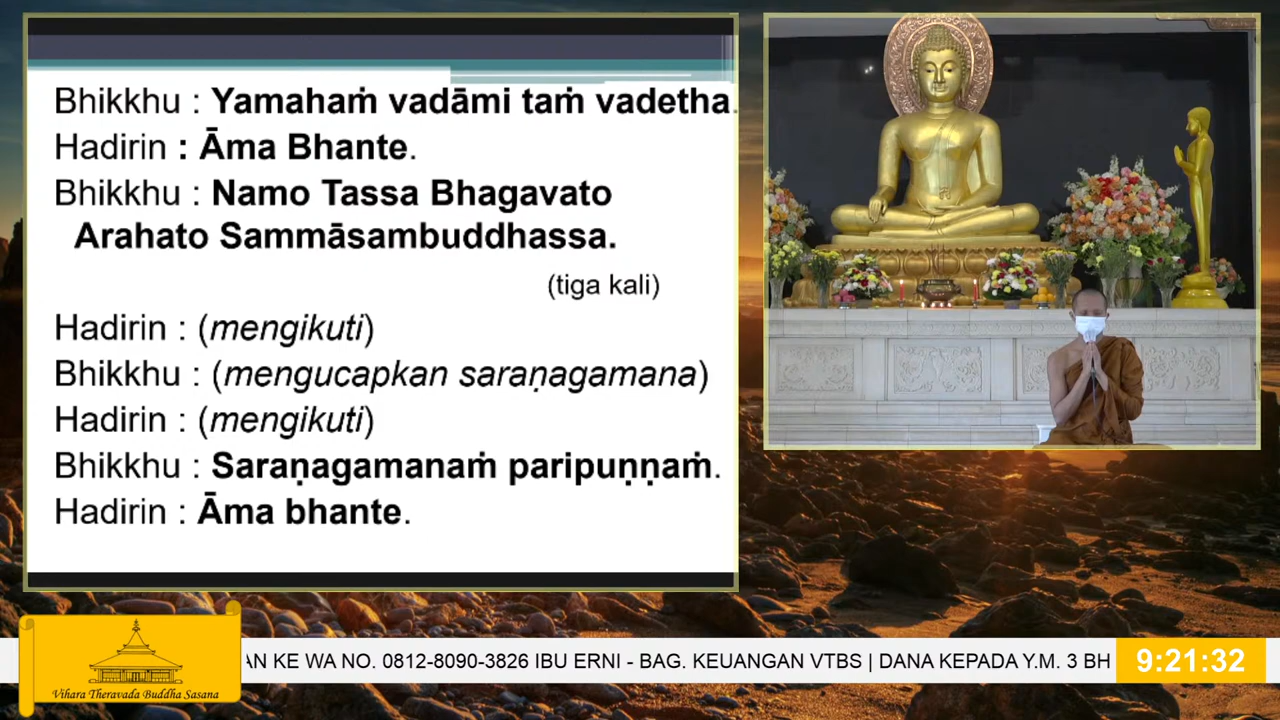 Bhikkhu : Yamahaṁ vadāmi taṁ vadetha.
Hadirin : Āma Bhante.
Bhikkhu : Namo Tassa Bhagavato
Arahato Sammāsambuddhassa.
(tiga kali)
Hadirin : (mengikuti)
Bhikkhu : (mengucapkan saraṇagamana)
Hadirin : (mengikuti)
Bhikkhu : Saraṇagamanaṁ paripuṇṇaṁ.
Hadirin : Āma bhante.
Vihara Theravada Buddha Sasana
AN KE WA NO. 0812-8090-3826 IBU ERNI - BAG. KEUANGAN VTBS | DANA KEPADA Y.M. 3 BH
9:21:32